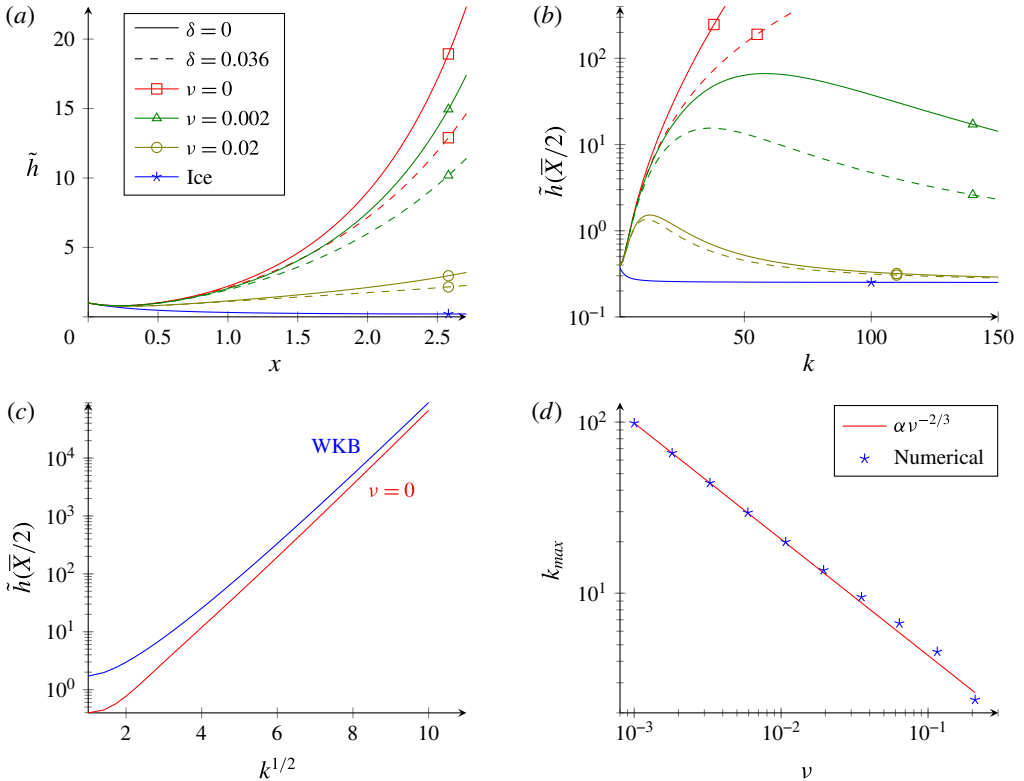 (a)
20
15
10
5
0
0.5
1.0
1.5
2.0
2.5
h̃
x
δ = 0
δ = 0.036
ν = 0
ν = 0.002
ν = 0.02
Ice
(b)
10²
10¹
10⁰
10⁻¹
50
100
150
h̃(X̅/2)
k
(c)
10⁴
10³
10²
10¹
10⁰
2
4
6
8
10
h̃(X̅/2)
k^{1/2}
WKB
ν = 0
(d)
10²
10¹
10⁻³
10⁻²
10⁻¹
k_{max}
ν
αν^{−2/3}
Numerical